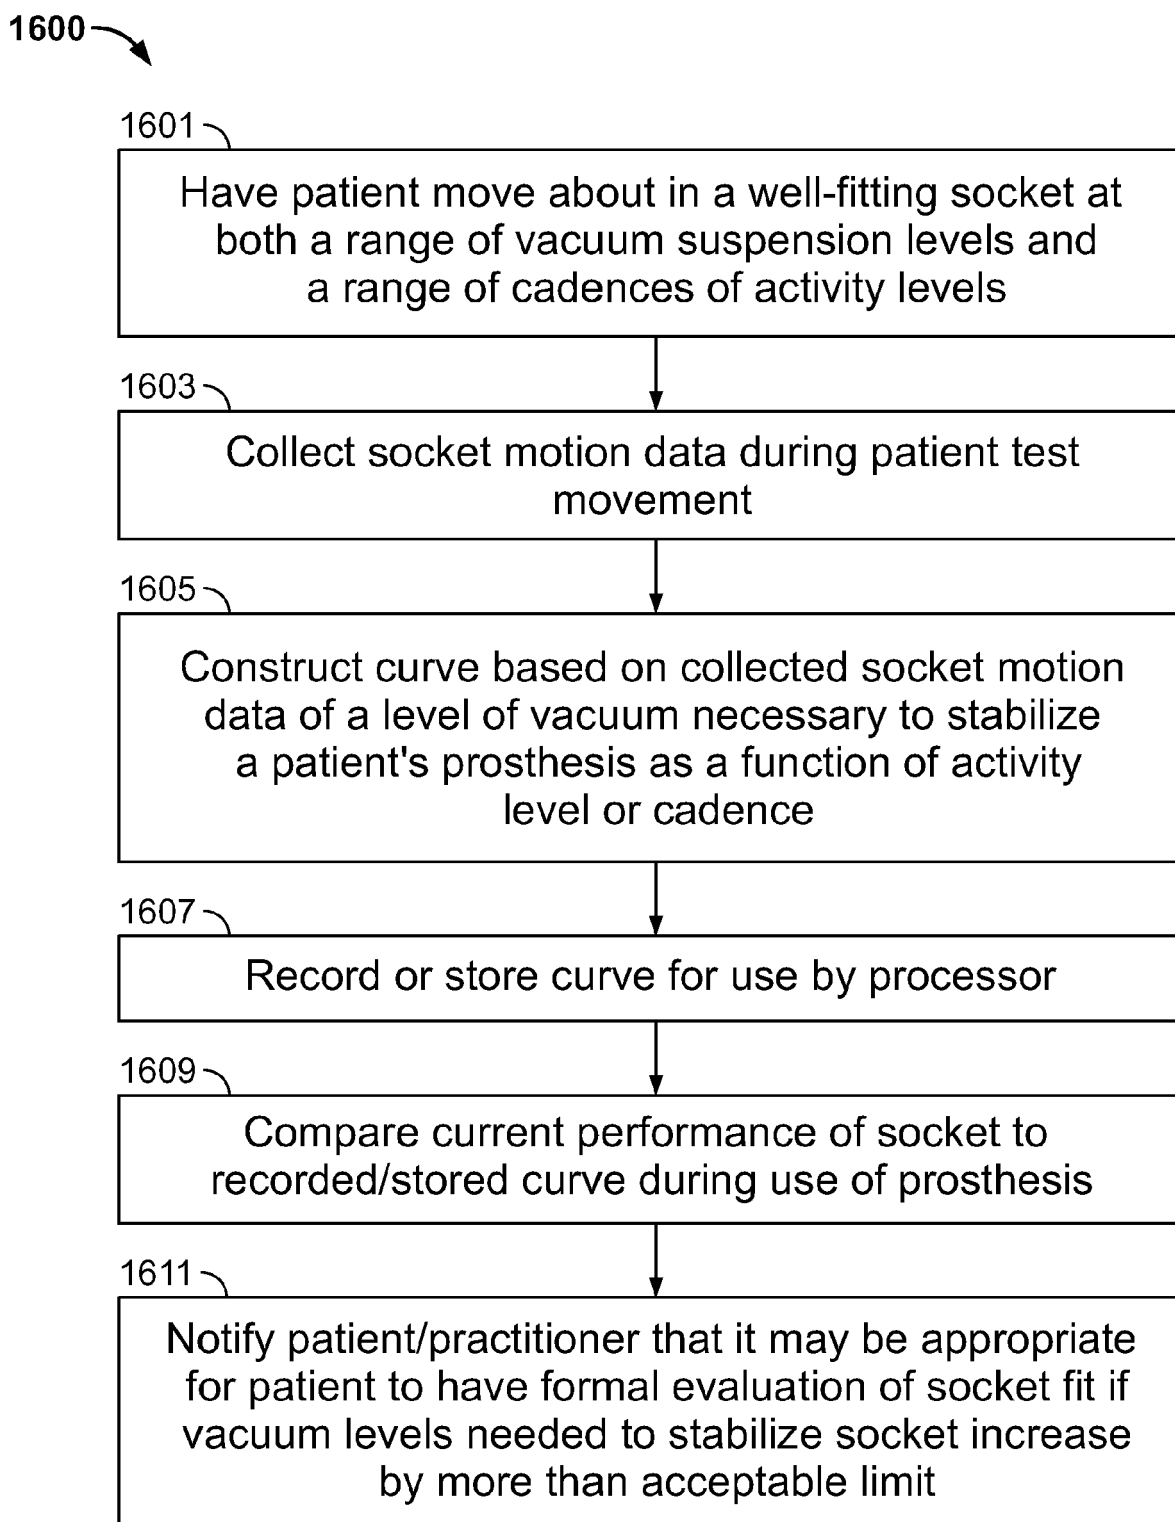 1600
1601
Have patient move about in a well-fitting socket at
both a range of vacuum suspension levels and
a range of cadences of activity levels
1603
Collect socket motion data during patient test
movement
1605
Construct curve based on collected socket motion
data of a level of vacuum necessary to stabilize
a patient's prosthesis as a function of activity
level or cadence
1607
Record or store curve for use by processor
1609
Compare current performance of socket to
recorded/stored curve during use of prosthesis
1611
Notify patient/practitioner that it may be appropriate
for patient to have formal evaluation of socket fit if
vacuum levels needed to stabilize socket increase
by more than acceptable limit